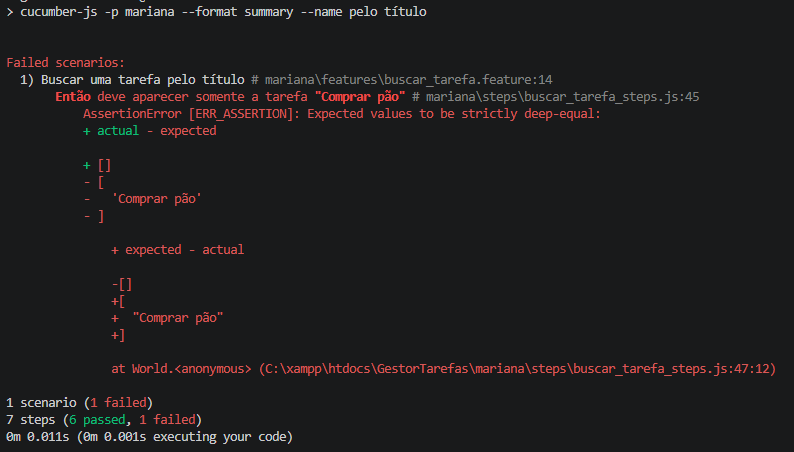 > cucumber-js -p mariana --format summary --name pelo título
Failed scenarios:
1) Buscar uma tarefa pelo título # mariana\features\buscar_tarefa.feature:14
Então deve aparecer somente a tarefa "Comprar pão" # mariana\steps\buscar_tarefa_steps.js:45
AssertionError [ERR_ASSERTION]: Expected values to be strictly deep-equal:
+ actual - expected
+ []
- [
-   'Comprar pão'
- ]
+ expected - actual
-[]
+[
+  "Comprar pão"
+]
at World.<anonymous> (C:\xampp\htdocs\GestorTarefas\mariana\steps\buscar_tarefa_steps.js:47:12)
1 scenario (1 failed)
7 steps (6 passed, 1 failed)
0m 0.011s (0m 0.001s executing your code)